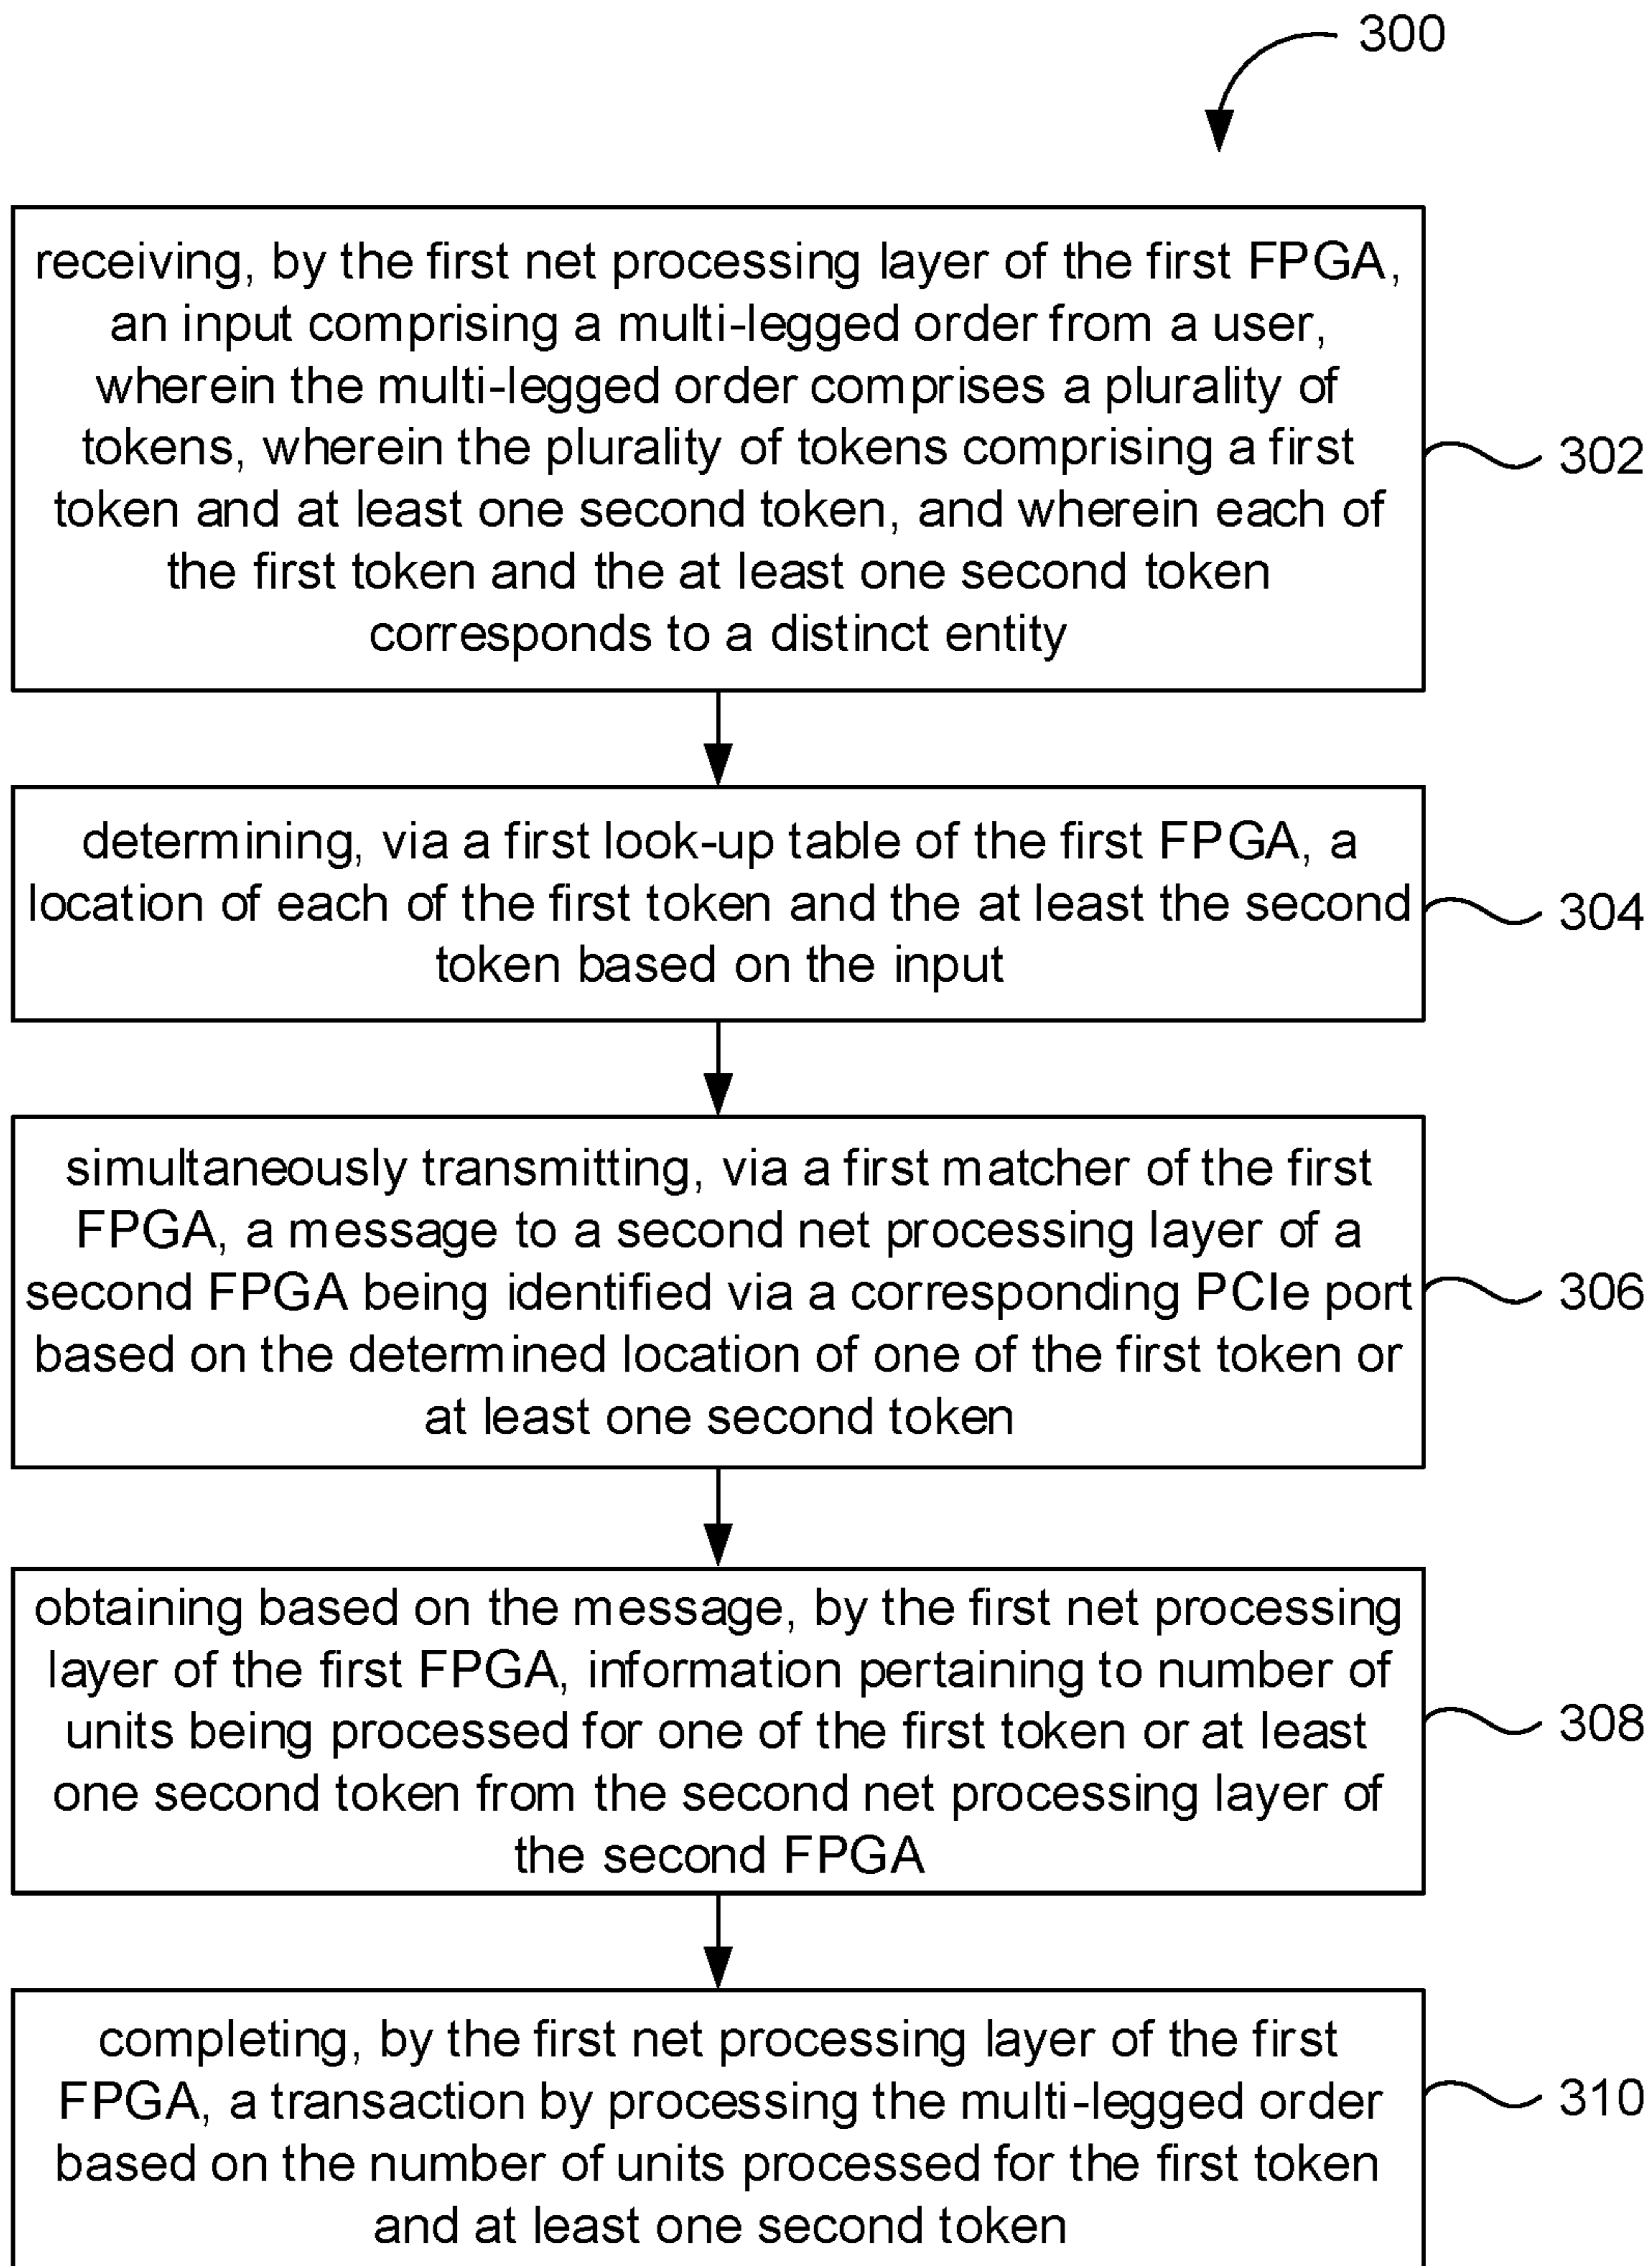 300
receiving, by the first net processing layer of the first FPGA,
an input comprising a multi-legged order from a user,
wherein the multi-legged order comprises a plurality of
tokens, wherein the plurality of tokens comprising a first
token and at least one second token, and wherein each of
the first token and the at least one second token
corresponds to a distinct entity
302
determining, via a first look-up table of the first FPGA, a
location of each of the first token and the at least the second
token based on the input
304
simultaneously transmitting, via a first matcher of the first
FPGA, a message to a second net processing layer of a
second FPGA being identified via a corresponding PCIe port
based on the determined location of one of the first token or
at least one second token
306
obtaining based on the message, by the first net processing
layer of the first FPGA, information pertaining to number of
units being processed for one of the first token or at least
one second token from the second net processing layer of
the second FPGA
308
completing, by the first net processing layer of the first
FPGA, a transaction by processing the multi-legged order
based on the number of units processed for the first token
and at least one second token
310